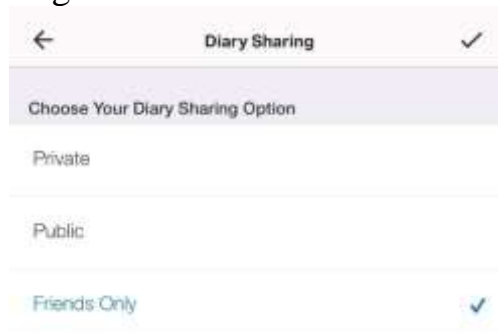 Diary Sharing
Choose Your Diary Sharing Option
Private
Public
Friends Only